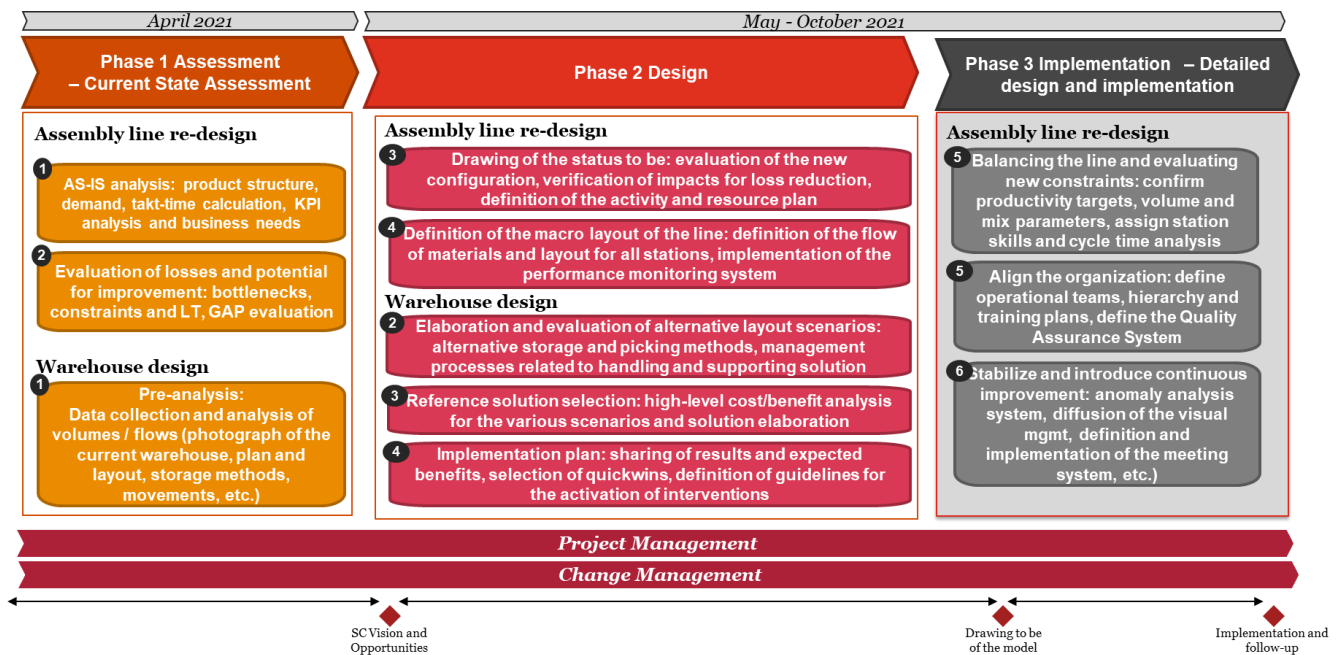 April 2021
May - October 2021
Phase 1 Assessment
– Current State Assessment
Phase 2 Design
Phase 3 Implementation – Detailed
design and implementation
Assembly line re-design
1
AS-IS analysis: product structure,
demand, takt-time calculation, KPI
analysis and business needs
2
Evaluation of losses and potential
for improvement: bottlenecks,
constraints and LT, GAP evaluation
Warehouse design
1
Pre-analysis:
Data collection and analysis of
volumes / flows (photograph of the
current warehouse, plan and
layout, storage methods,
movements, etc.)
Assembly line re-design
3
Drawing of the status to be: evaluation of the new
configuration, verification of impacts for loss reduction,
definition of the activity and resource plan
4
Definition of the macro layout of the line: definition of the flow
of materials and layout for all stations, implementation of the
performance monitoring system
Warehouse design
2
Elaboration and evaluation of alternative layout scenarios:
alternative storage and picking methods, management
processes related to handling and supporting solution
3
Reference solution selection: high-level cost/benefit analysis
for the various scenarios and solution elaboration
4
Implementation plan: sharing of results and expected
benefits, selection of quickwins, definition of guidelines for
the activation of interventions
Assembly line re-design
5
Balancing the line and evaluating
new constraints: confirm
productivity targets, volume and
mix parameters, assign station
skills and cycle time analysis
5
Align the organization: define
operational teams, hierarchy and
training plans, define the Quality
Assurance System
6
Stabilize and introduce continuous
improvement: anomaly analysis
system, diffusion of the visual
mgmt, definition and
implementation of the meeting
system, etc.)
Project Management
Change Management
SC Vision and
Opportunities
Drawing to be
of the model
Implementation and
follow-up